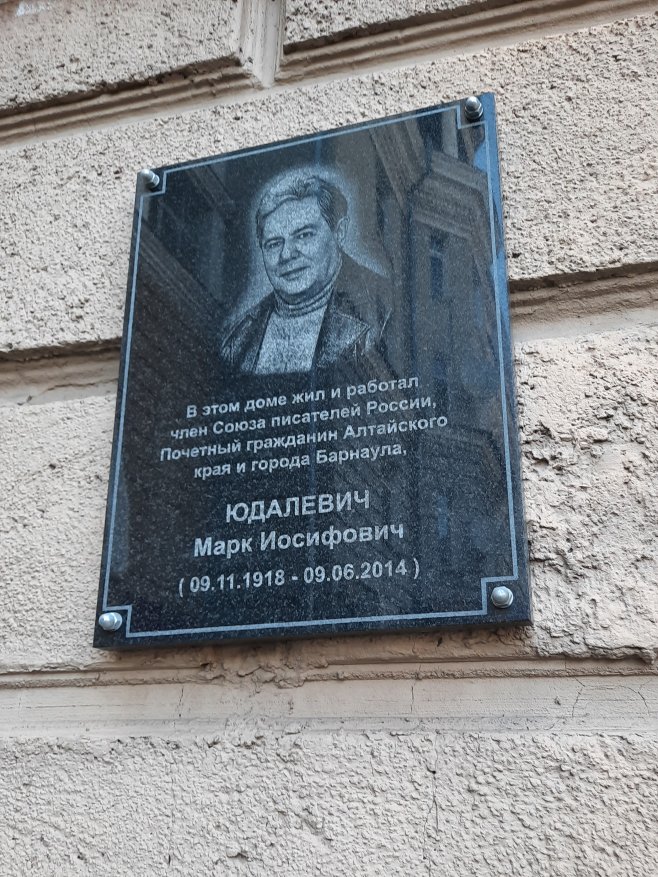 В этом доме жил и работал
член Союза писателей России,
Почетный гражданин Алтайского
края и города Барнаула,
ЮДАЛЕВИЧ
Марк Иосифович
( 09.11.1918 - 09.06.2014 )